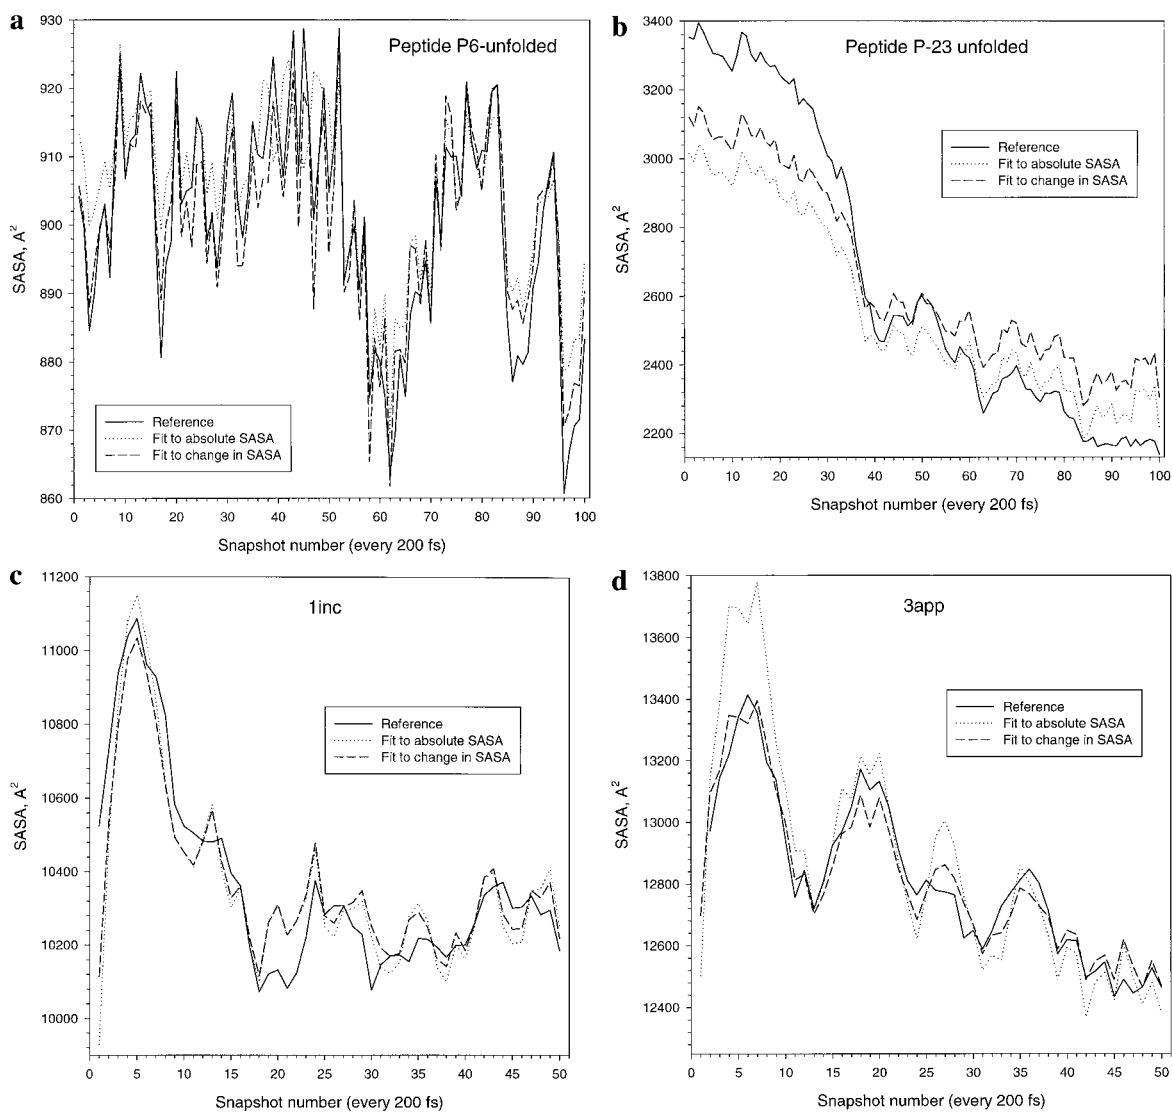 a
Peptide P6-unfolded
SASA, A²
930
920
910
900
890
880
870
860
Reference
Fit to absolute SASA
Fit to change in SASA
0 10 20 30 40 50 60 70 80 90 100
Snapshot number (every 200 fs)
b
Peptide P-23 unfolded
SASA, A²
3400
3200
3000
2800
2600
2400
2200
Reference
Fit to absolute SASA
Fit to change in SASA
0 10 20 30 40 50 60 70 80 90 100
Snapshot number (every 200 fs)
c
1inc
SASA, A²
11200
11000
10800
10600
10400
10200
10000
Reference
Fit to absolute SASA
Fit to change in SASA
0 5 10 15 20 25 30 35 40 45 50
Snapshot number (every 200 fs)
d
3app
SASA, A²
13800
13600
13400
13200
13000
12800
12600
12400
Reference
Fit to absolute SASA
Fit to change in SASA
0 5 10 15 20 25 30 35 40 45 50
Snapshot number (every 200 fs)